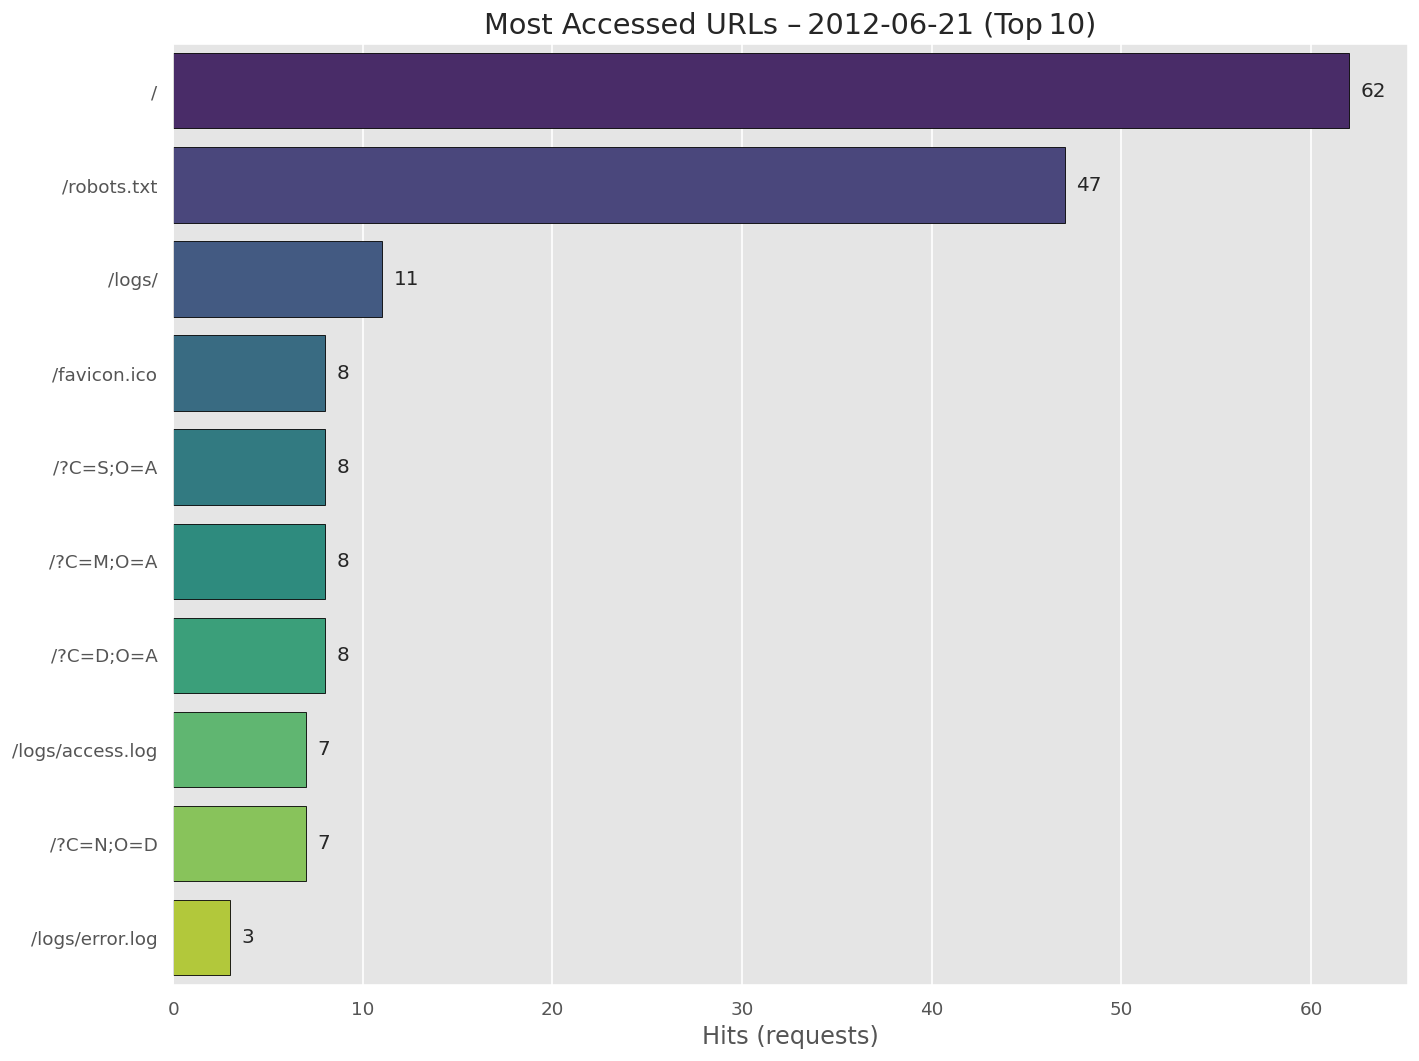 Most Accessed URLs – 2012-06-21 (Top 10)
/ 62
/robots.txt 47
/logs/ 11
/favicon.ico 8
/?C=S;O=A 8
/?C=M;O=A 8
/?C=D;O=A 8
/logs/access.log 7
/?C=N;O=D 7
/logs/error.log 3
0 10 20 30 40 50 60
Hits (requests)